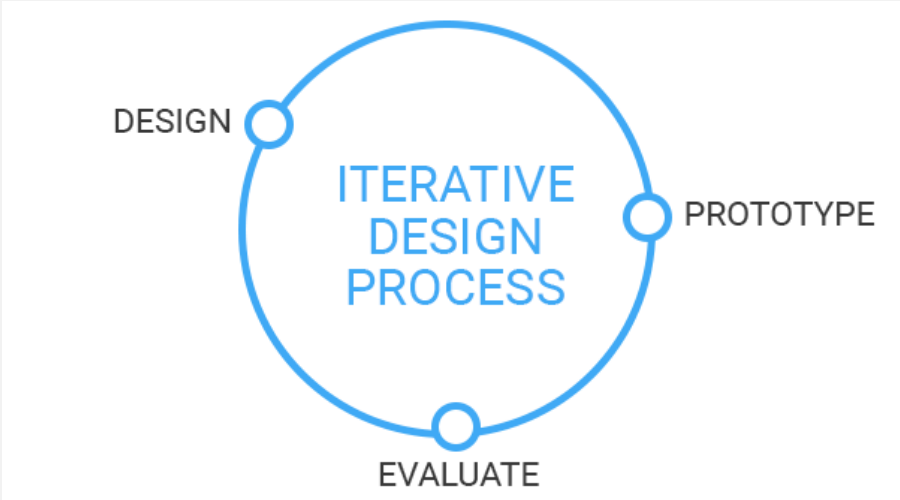 DESIGN
ITERATIVE
DESIGN
PROCESS
PROTOTYPE
EVALUATE